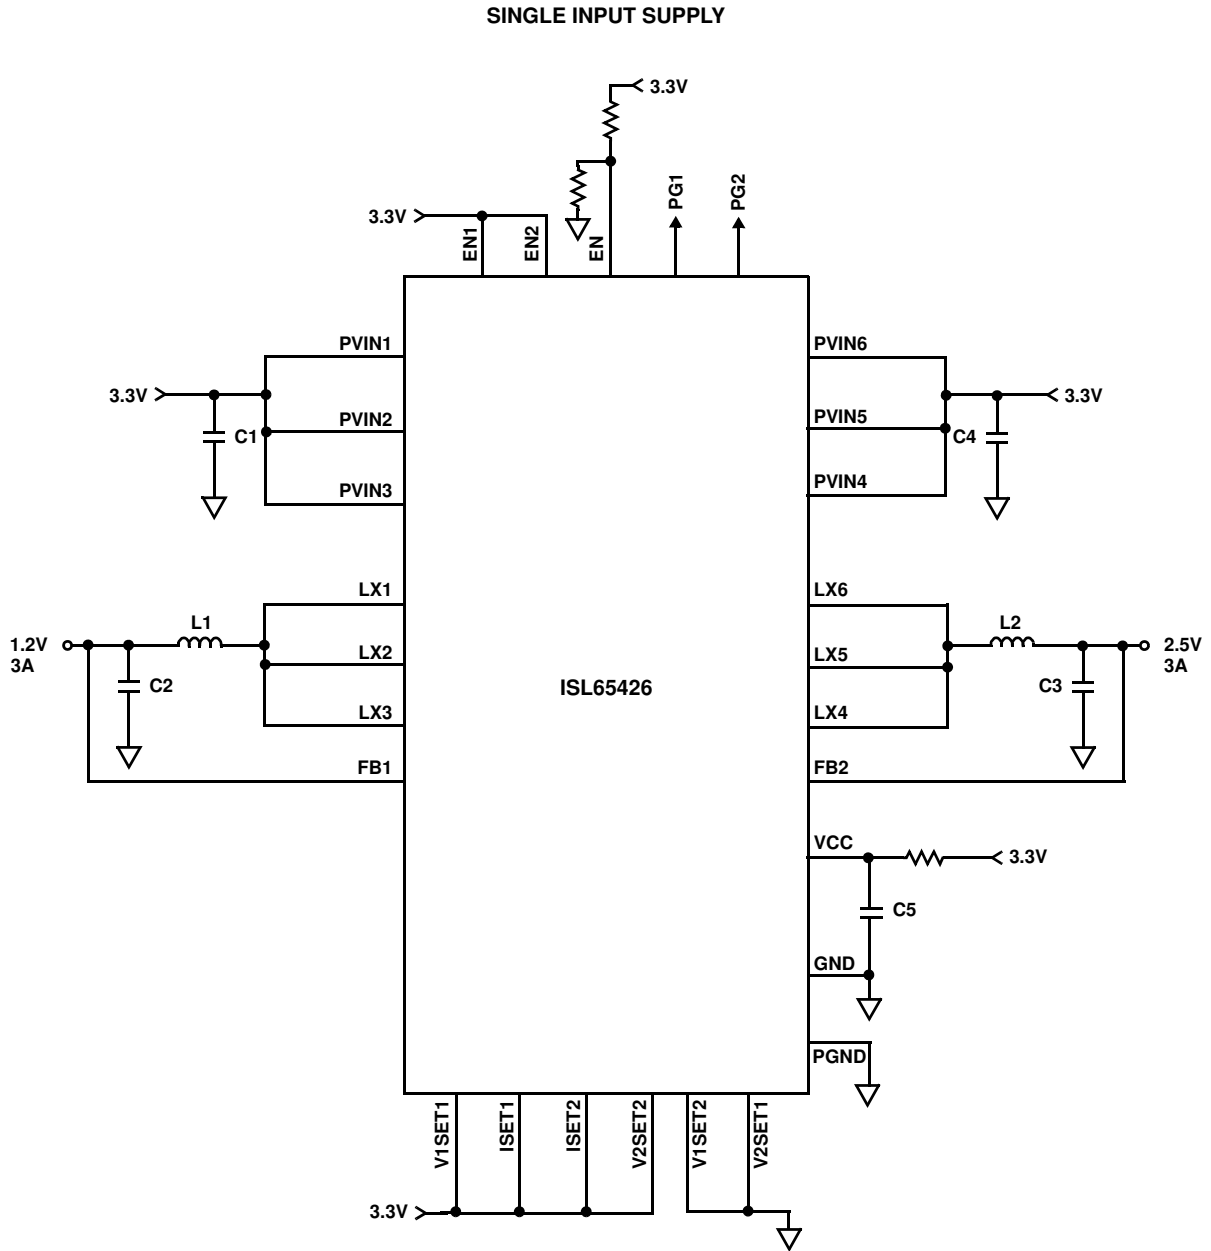 SINGLE INPUT SUPPLY
3.3V
PG1
PG2
3.3V
EN1
EN2
EN
PVIN1
PVIN6
3.3V
C1
PVIN2
PVIN5
C4
3.3V
PVIN3
PVIN4
LX1
LX6
L1
L2
1.2V
3A
2.5V
3A
LX2
LX5
C2
ISL65426
C3
LX3
LX4
FB1
FB2
VCC
3.3V
C5
GND
PGND
V1SET1
ISET1
ISET2
V2SET2
V1SET2
V2SET1
3.3V